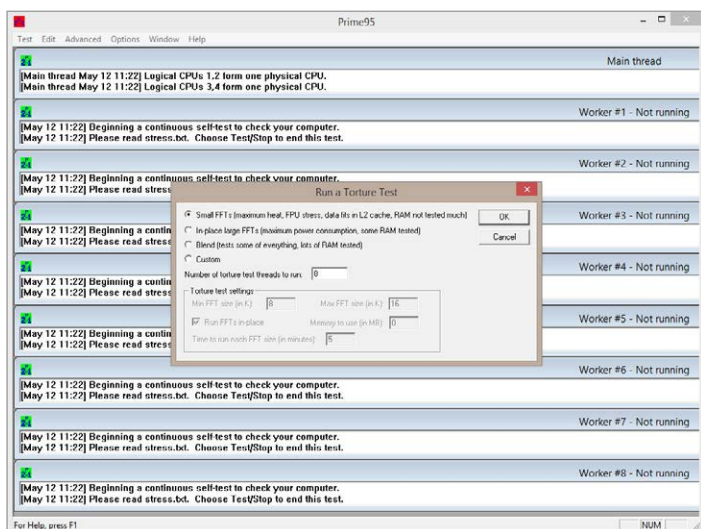 Prime95
Test Edit Advanced Options Window Help
Main thread
[Main thread May 12 11:22] Logical CPUs 1,2 form one physical CPU.
[Main thread May 12 11:22] Logical CPUs 3,4 form one physical CPU.
Worker #1 - Not running
[May 12 11:22] Beginning a continuous self-test to check your computer.
[May 12 11:22] Please read stress.txt. Choose Test/Stop to end this test.
Worker #2 - Not running
[May 12 11:22] Beginning a continuous self-test to check your computer.
[May 12 11:22] Please read stress
Worker #3 - Not running
[May 12 11:22] Beginning a contin
[May 12 11:22] Please read stress
Worker #4 - Not running
[May 12 11:22] Beginning a contin
[May 12 11:22] Please read stress
Worker #5 - Not running
[May 12 11:22] Beginning a contin
[May 12 11:22] Please read stress
Run a Torture Test
Small FFTs (maximum heat, FPU stress, data fits in L2 cache, RAM not tested much)
In-place large FFTs (maximum power consumption, some RAM tested)
Blend (tests some of everything, lots of RAM tested)
Custom
Number of torture test threads to run: 0
Torture test settings
Min FFT size (in K): 8 Max FFT size (in K): 16
Run FFTs in-place Memory to use (in MB): 0
Time to run each FFT size (in minutes): 5
OK
Cancel
Worker #6 - Not running
[May 12 11:22] Beginning a continuous self-test to check your computer.
[May 12 11:22] Please read stress.txt. Choose Test/Stop to end this test.
Worker #7 - Not running
[May 12 11:22] Beginning a continuous self-test to check your computer.
[May 12 11:22] Please read stress.txt. Choose Test/Stop to end this test.
Worker #8 - Not running
[May 12 11:22] Beginning a continuous self-test to check your computer.
[May 12 11:22] Please read stress.txt. Choose Test/Stop to end this test.
For Help, press F1
NUM